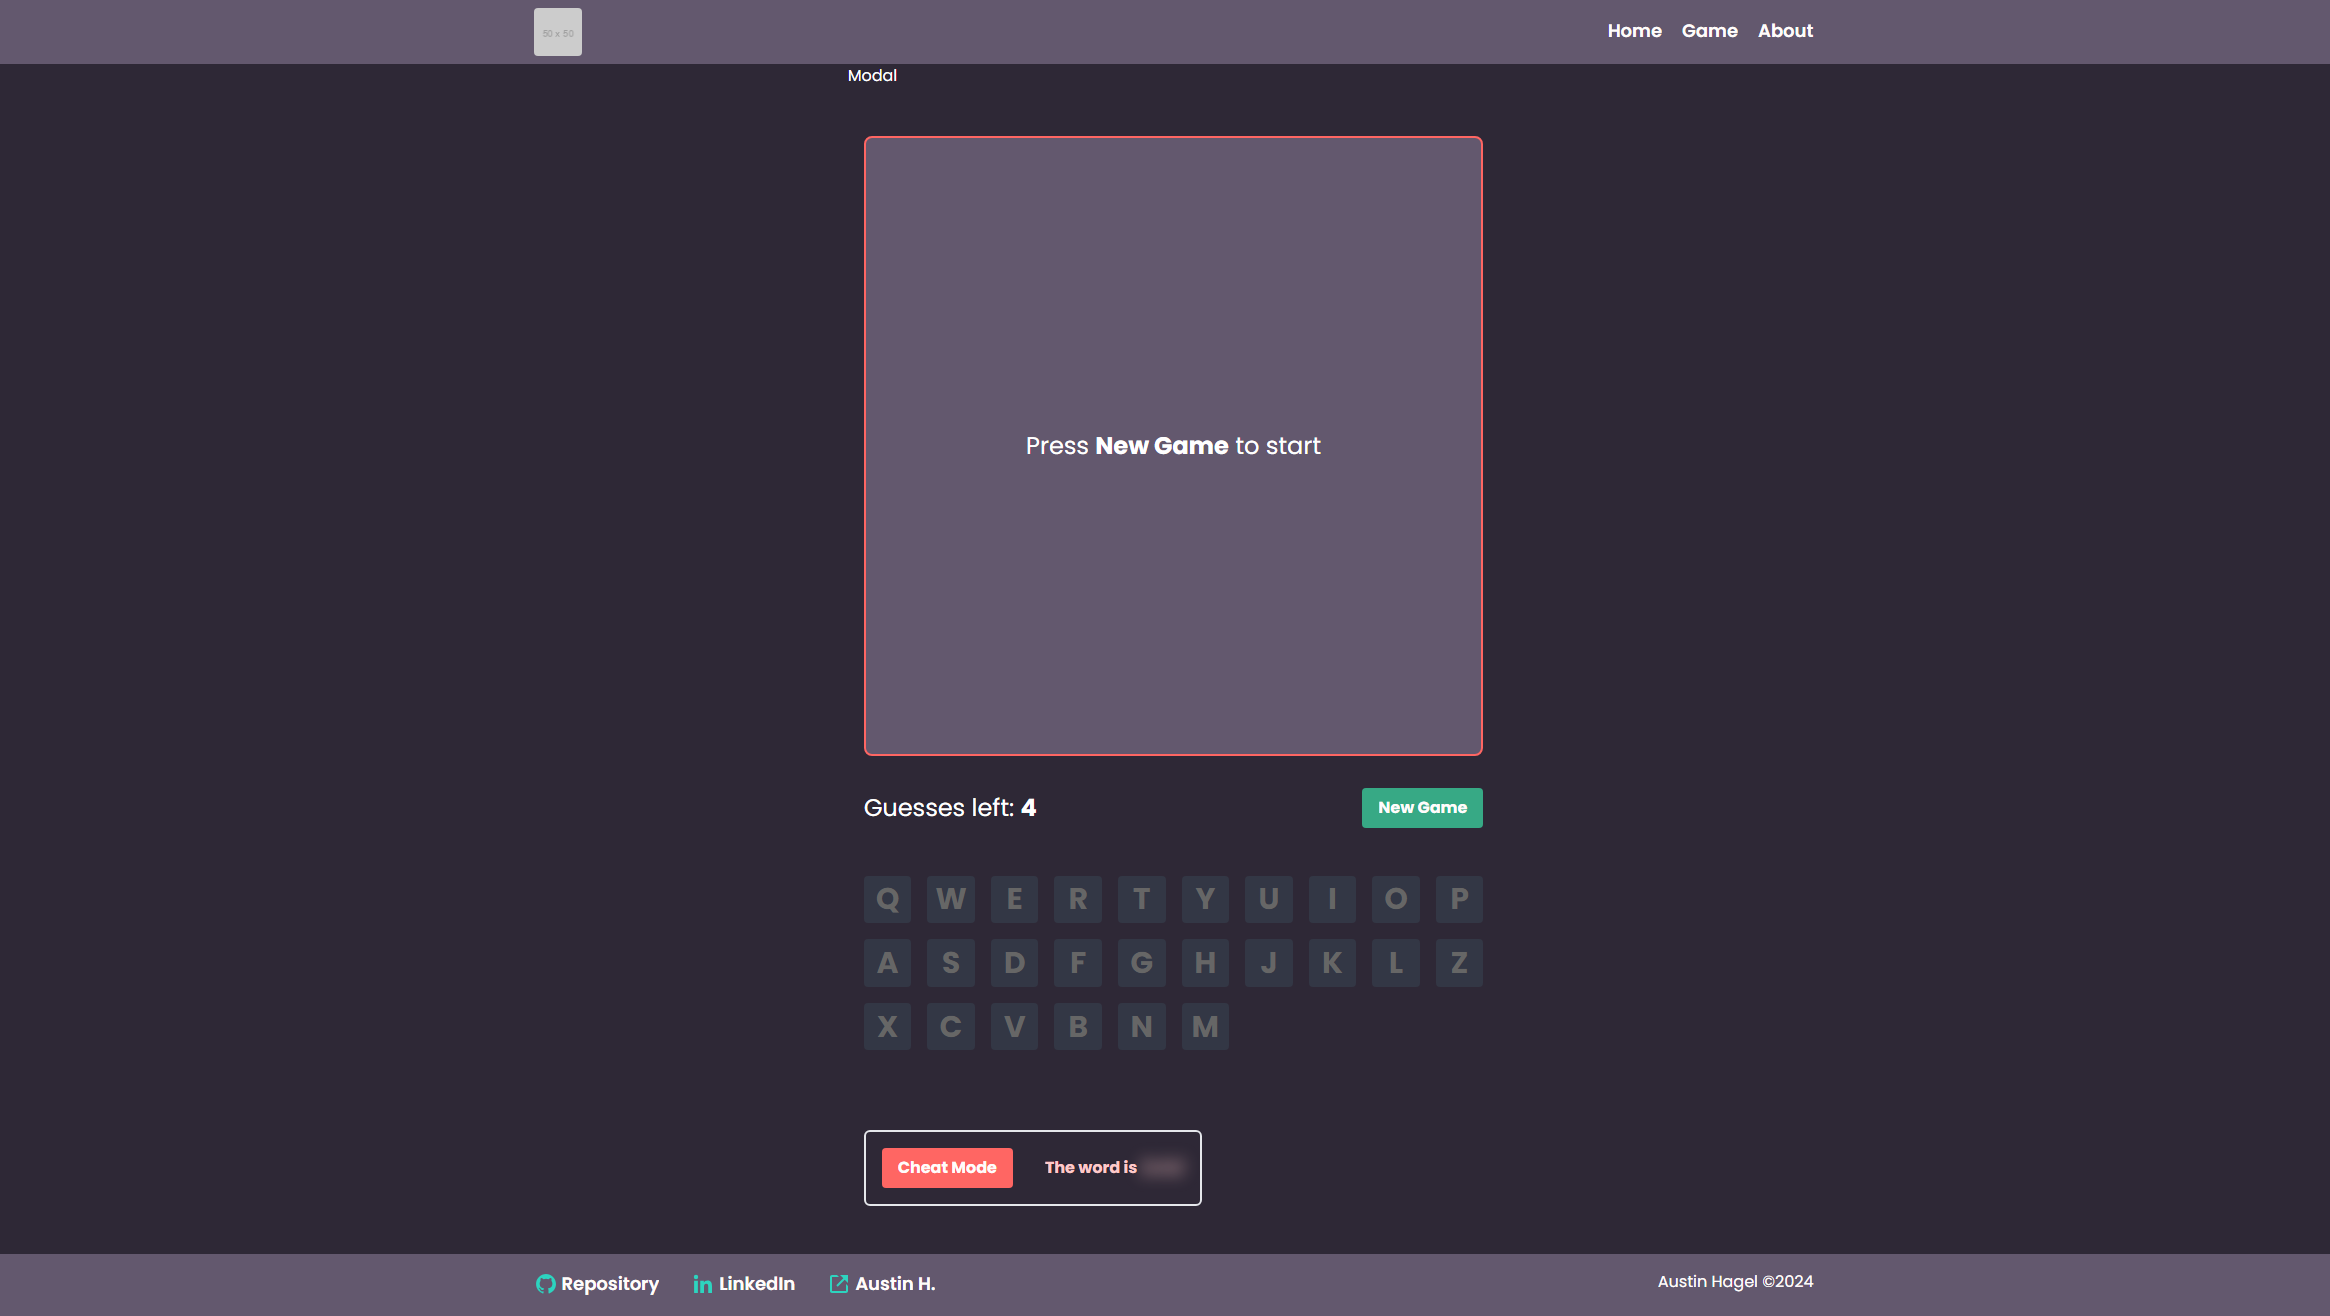 50 x 50
Home Game About
Modal
Press New Game to start
Guesses left: 4
New Game
Q W E R T Y U I O P
A S D F G H J K L Z
X C V B N M
Cheat Mode The word is
Repository LinkedIn Austin H. Austin Hagel ©2024